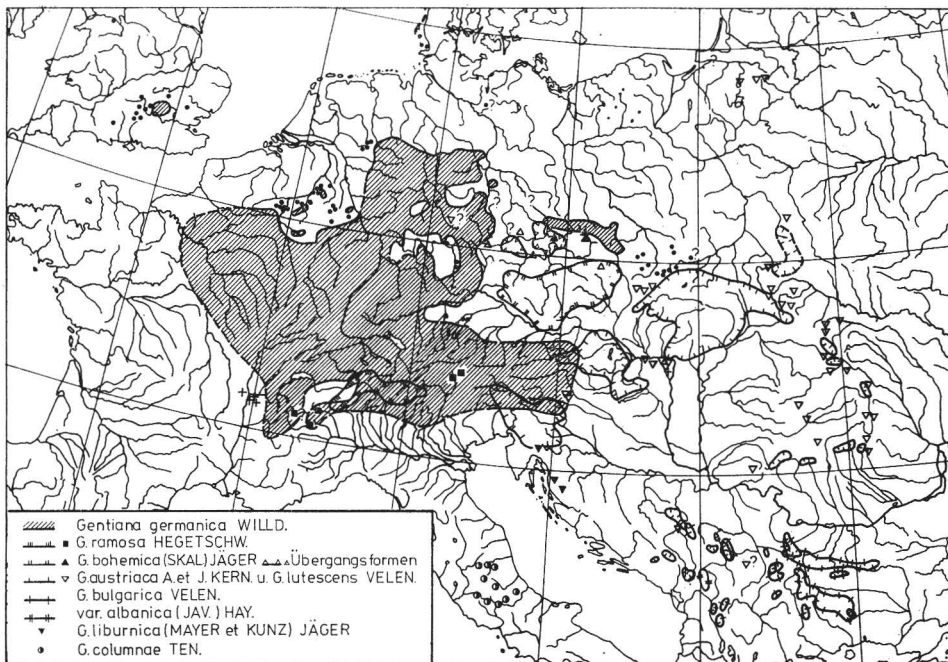 Gentiana germanica WILLD.
G. ramosa HEGETSCHW.
G. bohemica (SKAL) JÄGER Übergangsformen
G. austriaca A. et J. KERN. u. G. lutescens VELEN.
G. bulgarica VELEN.
var. albanica (JAV.) HAY.
G. liburnica (MAYER et KUNZ) JÄGER
G. columnae TEN.